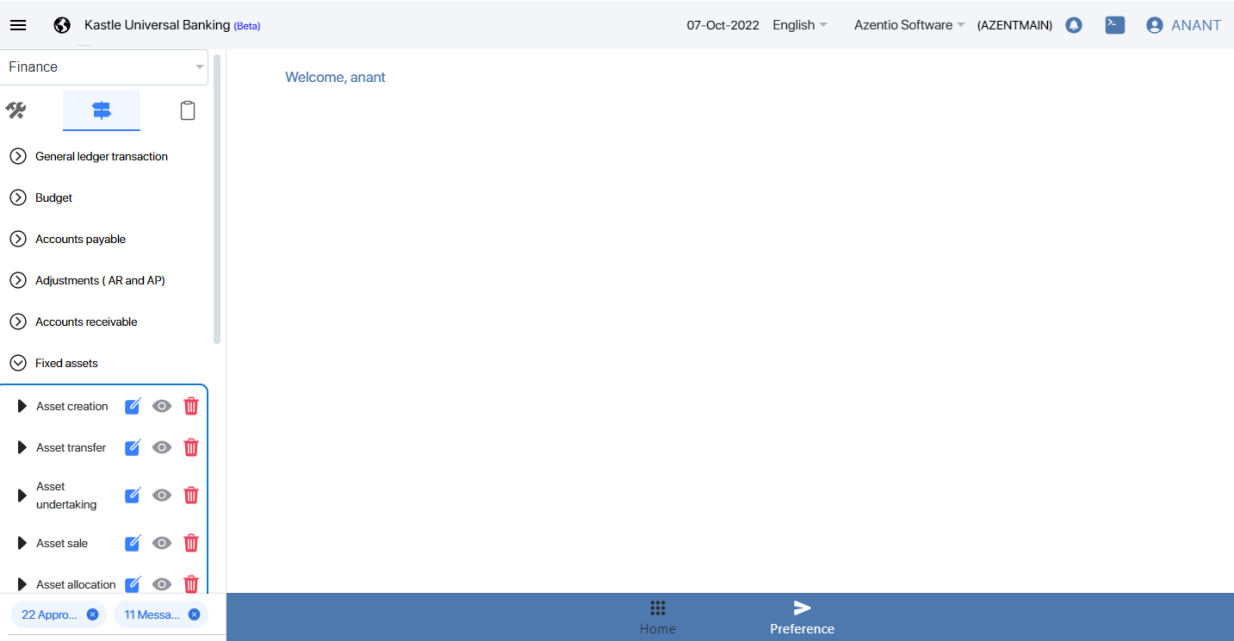 Kastle Universal Banking (Beta)
07-Oct-2022 English Azentio Software (AZENTMAIN) ANANT
Finance
Welcome, anant
General ledger transaction
Budget
Accounts payable
Adjustments ( AR and AP)
Accounts receivable
Fixed assets
Asset creation
Asset transfer
Asset
undertaking
Asset sale
Asset allocation
22 Appro... 11 Messa...
Home Preference